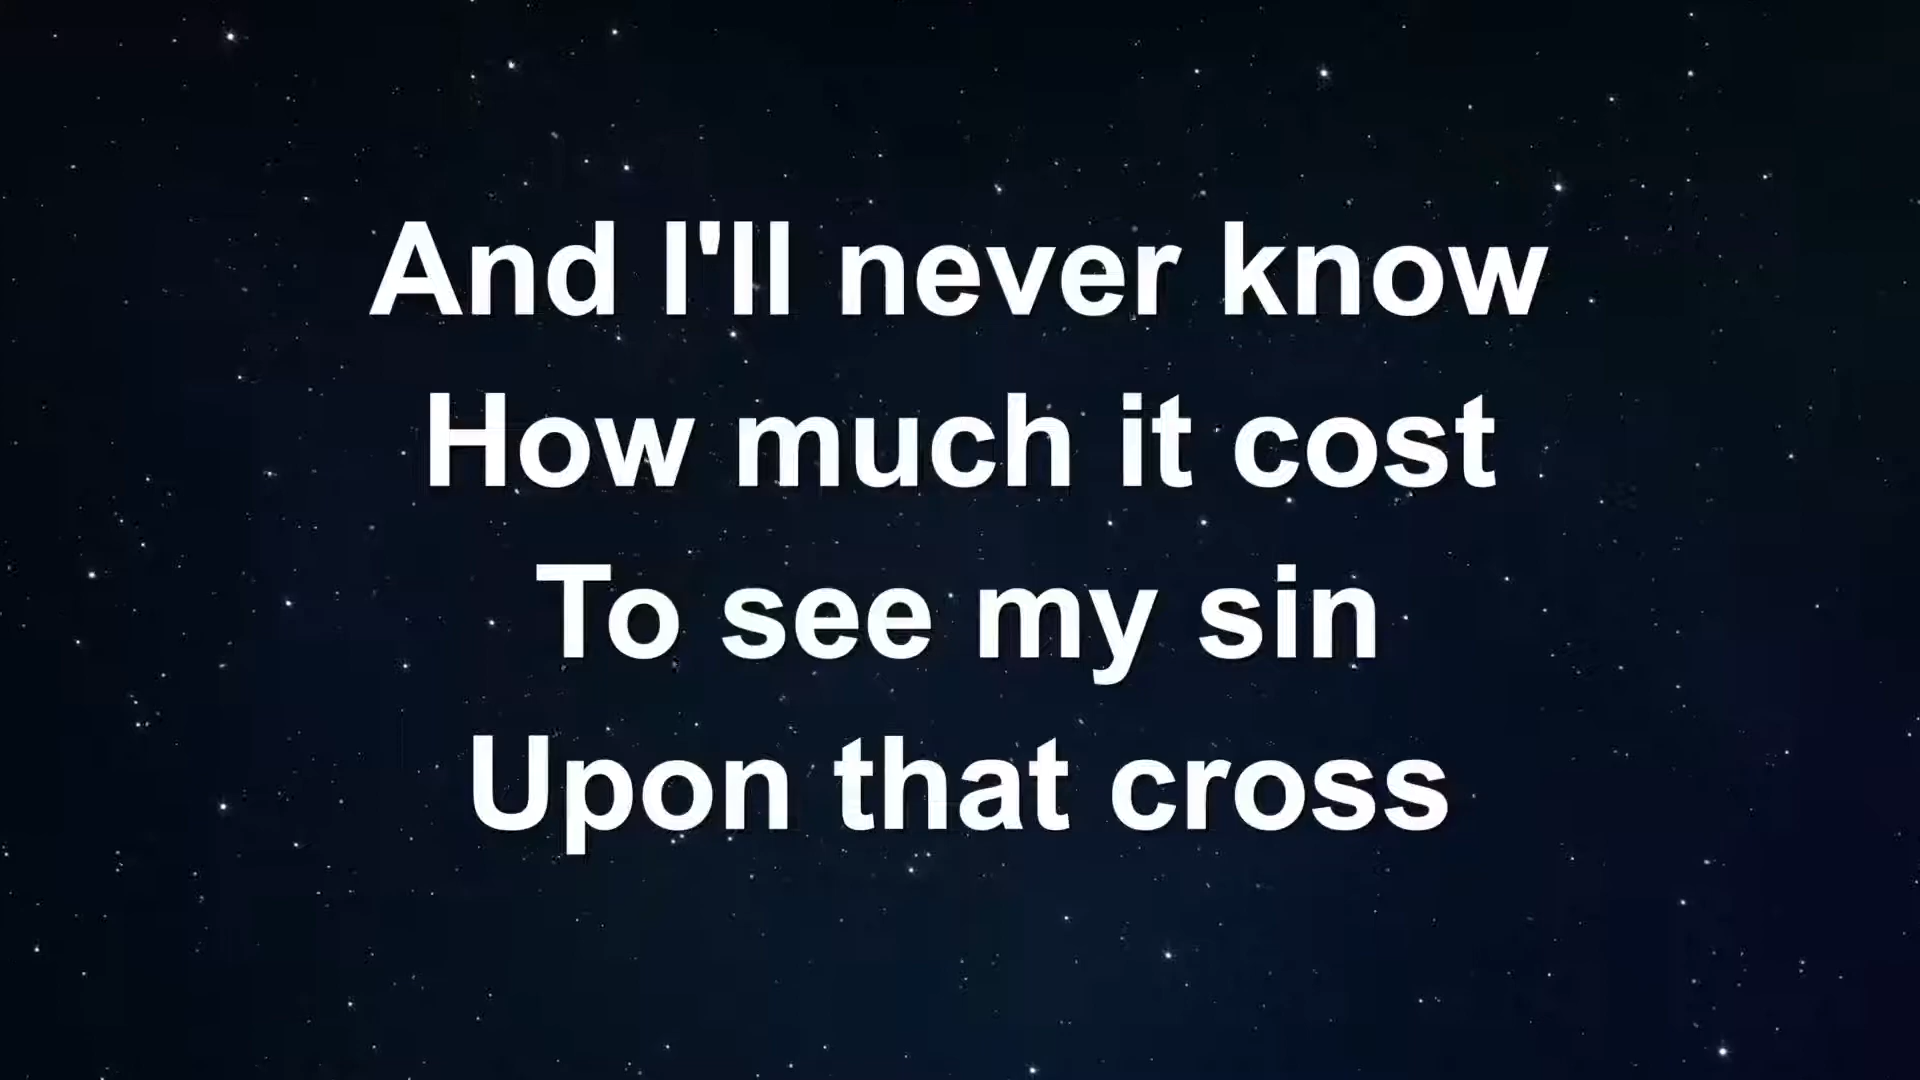 And I'll never know
How much it cost
To see my sin
Upon that cross